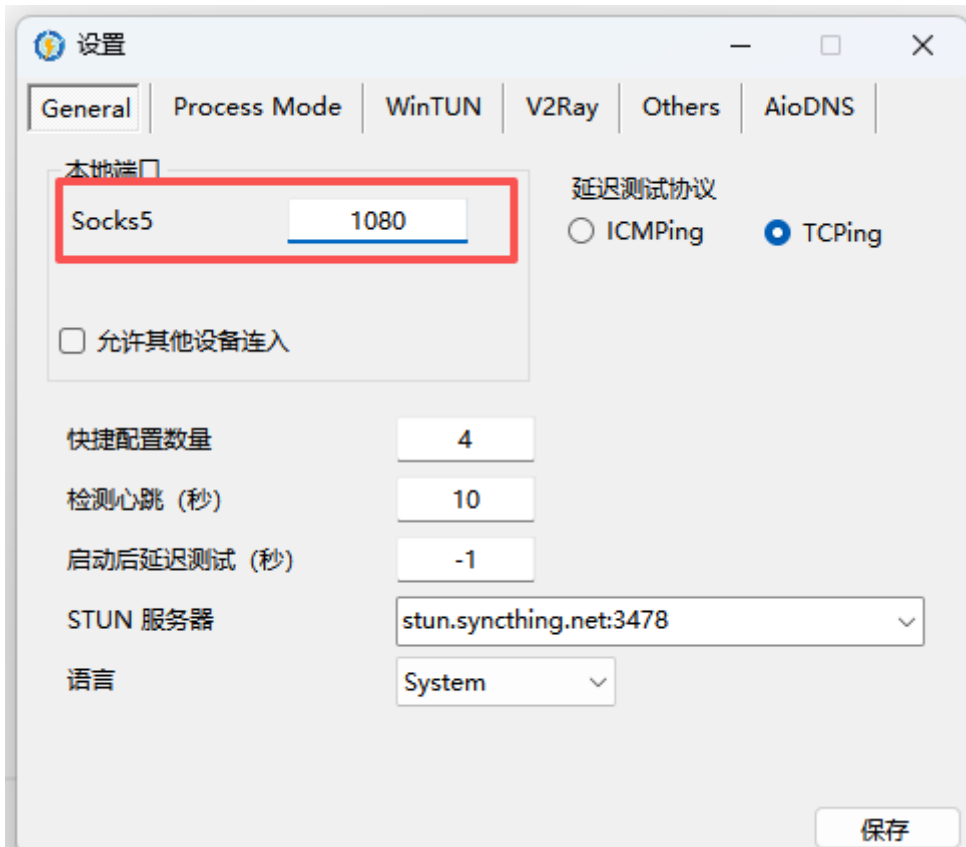 设置
General
Process Mode
WinTUN
V2Ray
Others
AioDNS
本地端口
Socks5
1080
允许其他设备连入
延迟测试协议
ICMPing
TCPing
快捷配置数量
4
检测心跳 (秒)
10
启动后延迟测试 (秒)
-1
STUN 服务器
stun.syncthing.net:3478
语言
System
保存